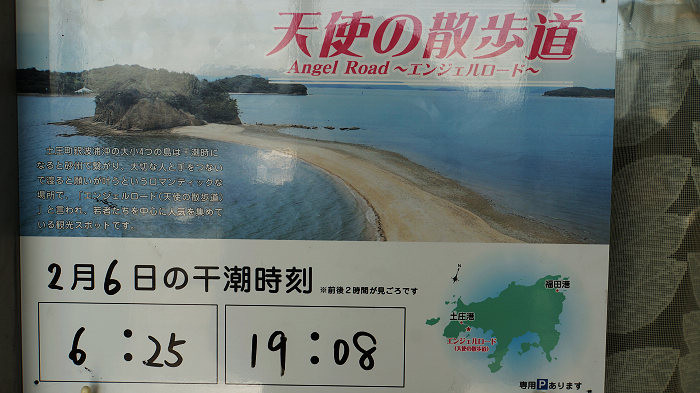 天使の散歩道
Angel Road ～エンジェルロード～
土庄町銀波浦沖の大小4つの島は干潮時に
なると砂州で繋がり、大切な人と手をつない
で渡ると願いが叶うというロマンティックな
場所で、「エンジェルロード(天使の散歩道)
」と言われ、若者たちを中心に人気を集めて
いる観光スポットです。
2月6日の干潮時刻 ※前後2時間が見ごろです
6:25 19:08
福田港
土庄港
エンジェルロード
(天使の散歩道)
専用 P あります